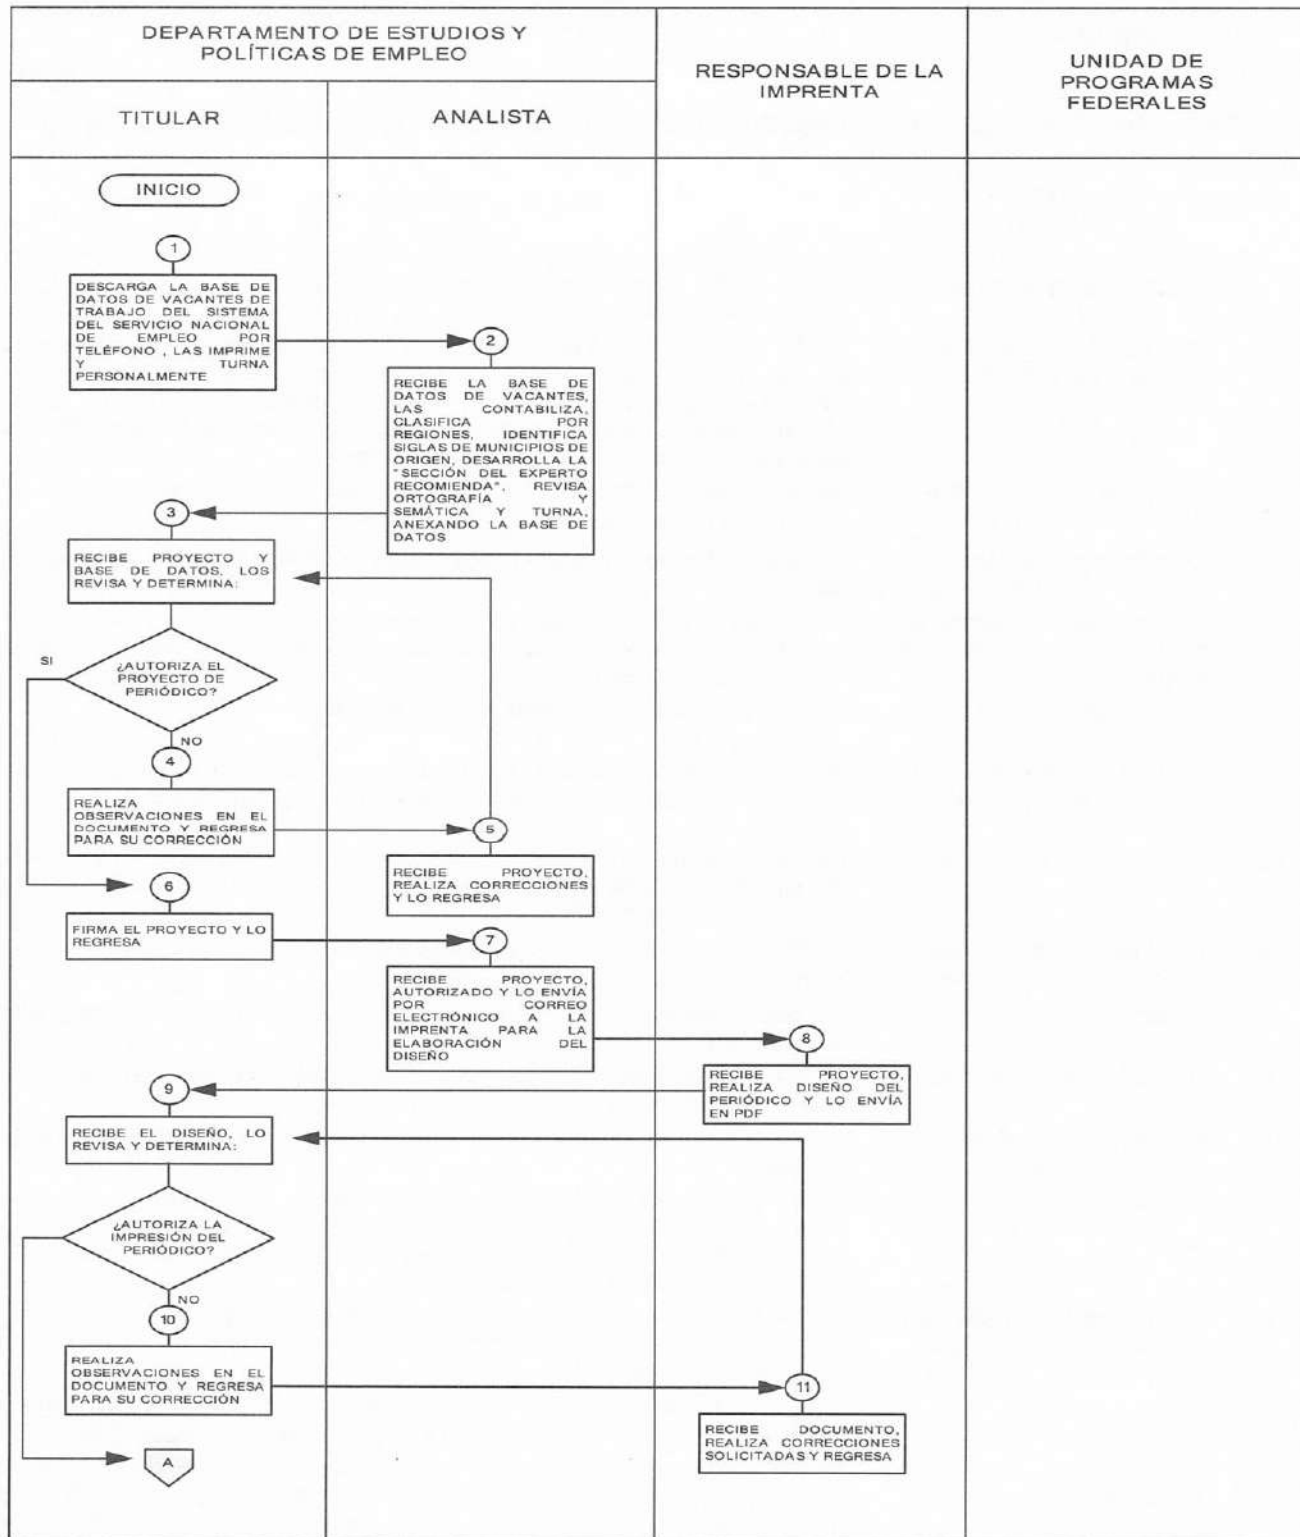 DEPARTAMENTO DE ESTUDIOS Y
POLÍTICAS DE EMPLEO
RESPONSABLE DE LA
IMPRENTA
UNIDAD DE
PROGRAMAS
FEDERALES
TITULAR
ANALISTA
INICIO
1
DESCARGA LA BASE DE
DATOS DE VACANTES DE
TRABAJO DEL SISTEMA
DEL SERVICIO NACIONAL
DE EMPLEO POR
TELÉFONO , LAS IMPRIME
Y TURNA
PERSONALMENTE
2
RECIBE LA BASE DE
DATOS DE VACANTES,
LAS CONTABILIZA,
CLASIFICA POR
REGIONES, IDENTIFICA
SIGLAS DE MUNICIPIOS DE
ORIGEN, DESARROLLA LA
"SECCIÓN DEL EXPERTO
RECOMIENDA", REVISA
ORTOGRAFÍA Y
SEMÁTICA Y TURNA,
ANEXANDO LA BASE DE
DATOS
3
RECIBE PROYECTO Y
BASE DE DATOS, LOS
REVISA Y DETERMINA:
SI
¿AUTORIZA EL
PROYECTO DE
PERIÓDICO?
NO
4
REALIZA
OBSERVACIONES EN EL
DOCUMENTO Y REGRESA
PARA SU CORRECCIÓN
5
RECIBE PROYECTO,
REALIZA CORRECCIONES
Y LO REGRESA
6
FIRMA EL PROYECTO Y LO
REGRESA
7
RECIBE PROYECTO,
AUTORIZADO Y LO ENVÍA
POR CORREO
ELECTRÓNICO A LA
IMPRENTA PARA LA
ELABORACIÓN DEL
DISEÑO
8
RECIBE PROYECTO,
REALIZA DISEÑO DEL
PERIÓDICO Y LO ENVÍA
EN PDF
9
RECIBE EL DISEÑO, LO
REVISA Y DETERMINA:
¿AUTORIZA LA
IMPRESIÓN DEL
PERIÓDICO?
NO
10
REALIZA
OBSERVACIONES EN EL
DOCUMENTO Y REGRESA
PARA SU CORRECCIÓN
11
RECIBE DOCUMENTO,
REALIZA CORRECCIONES
SOLICITADAS Y REGRESA
A